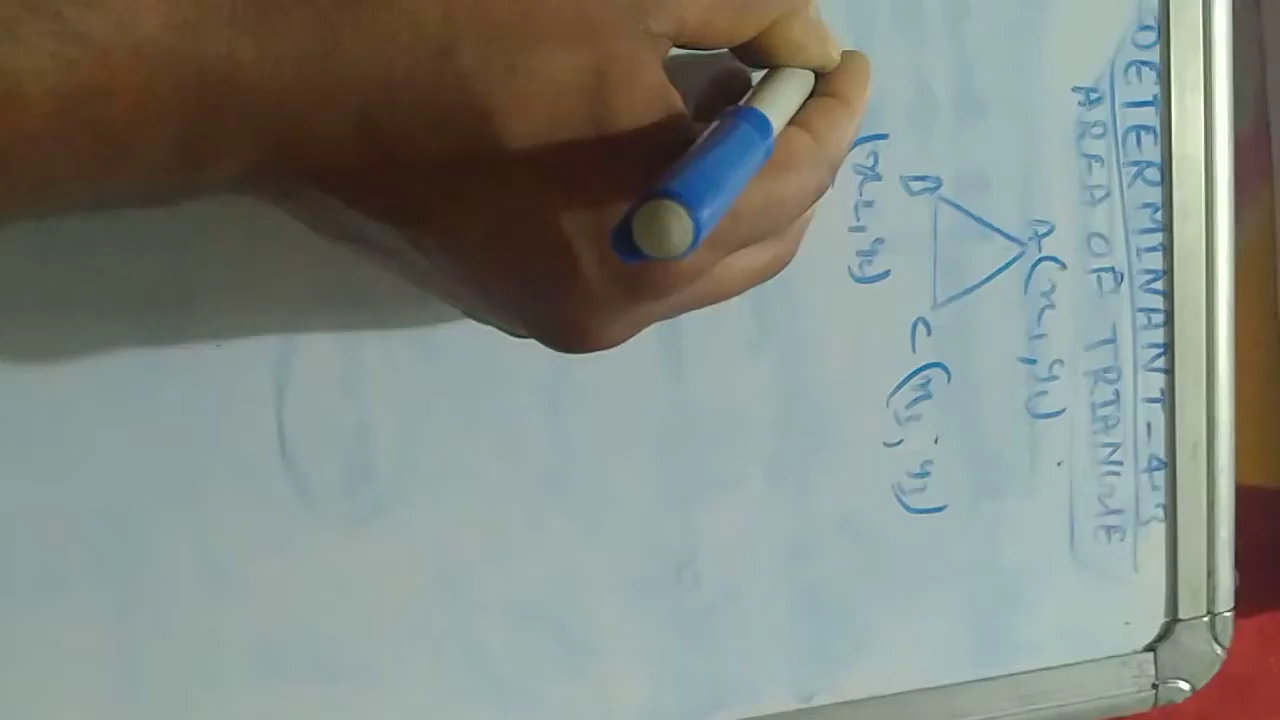 DETERMINANT-4.3
AREA OF TRIANGLE
A(x1, y1)
B
C (x3, y3)
(x2, y2)